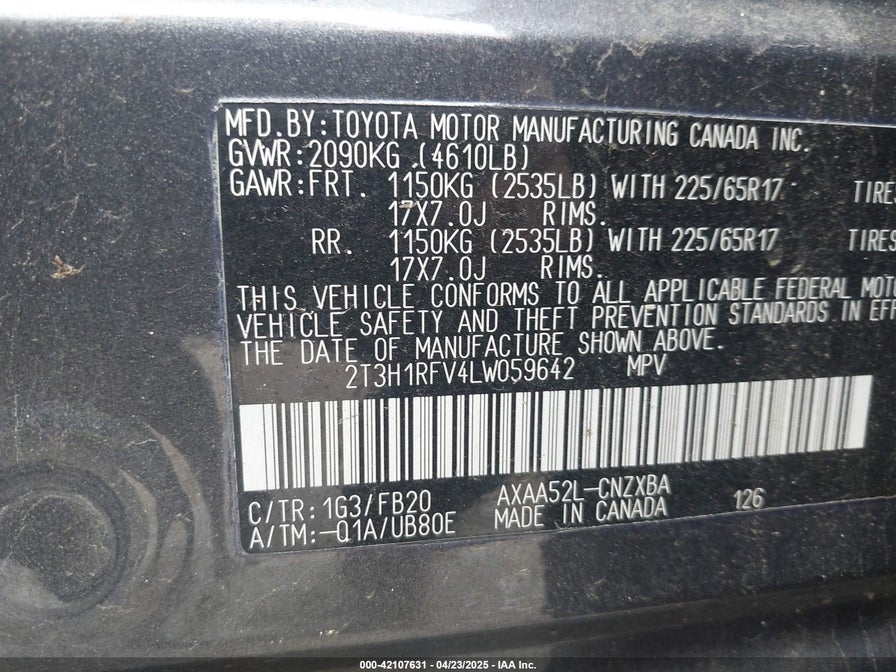 MFD.BY:TOYOTA MOTOR MANUFACTURING CANADA INC.
GVWR:2090KG (4610LB)
GAWR:FRT. 1150KG (2535LB) WITH 225/65R17 TIRES
17X7.0J RIMS.
RR. 1150KG (2535LB) WITH 225/65R17 TIRES
17X7.0J RIMS.
THIS VEHICLE CONFORMS TO ALL APPLICABLE FEDERAL MOTO
VEHICLE SAFETY AND THEFT PREVENTION STANDARDS IN EFF
THE DATE OF MANUFACTURE SHOWN ABOVE.
2T3H1RFV4LW059642 MPV
C/TR:1G3/FB20 AXAA52L-CNZXBA 126
A/TM:-01A/UB80E MADE IN CANADA
000-42107631 - 04/23/2025 - IAA Inc.